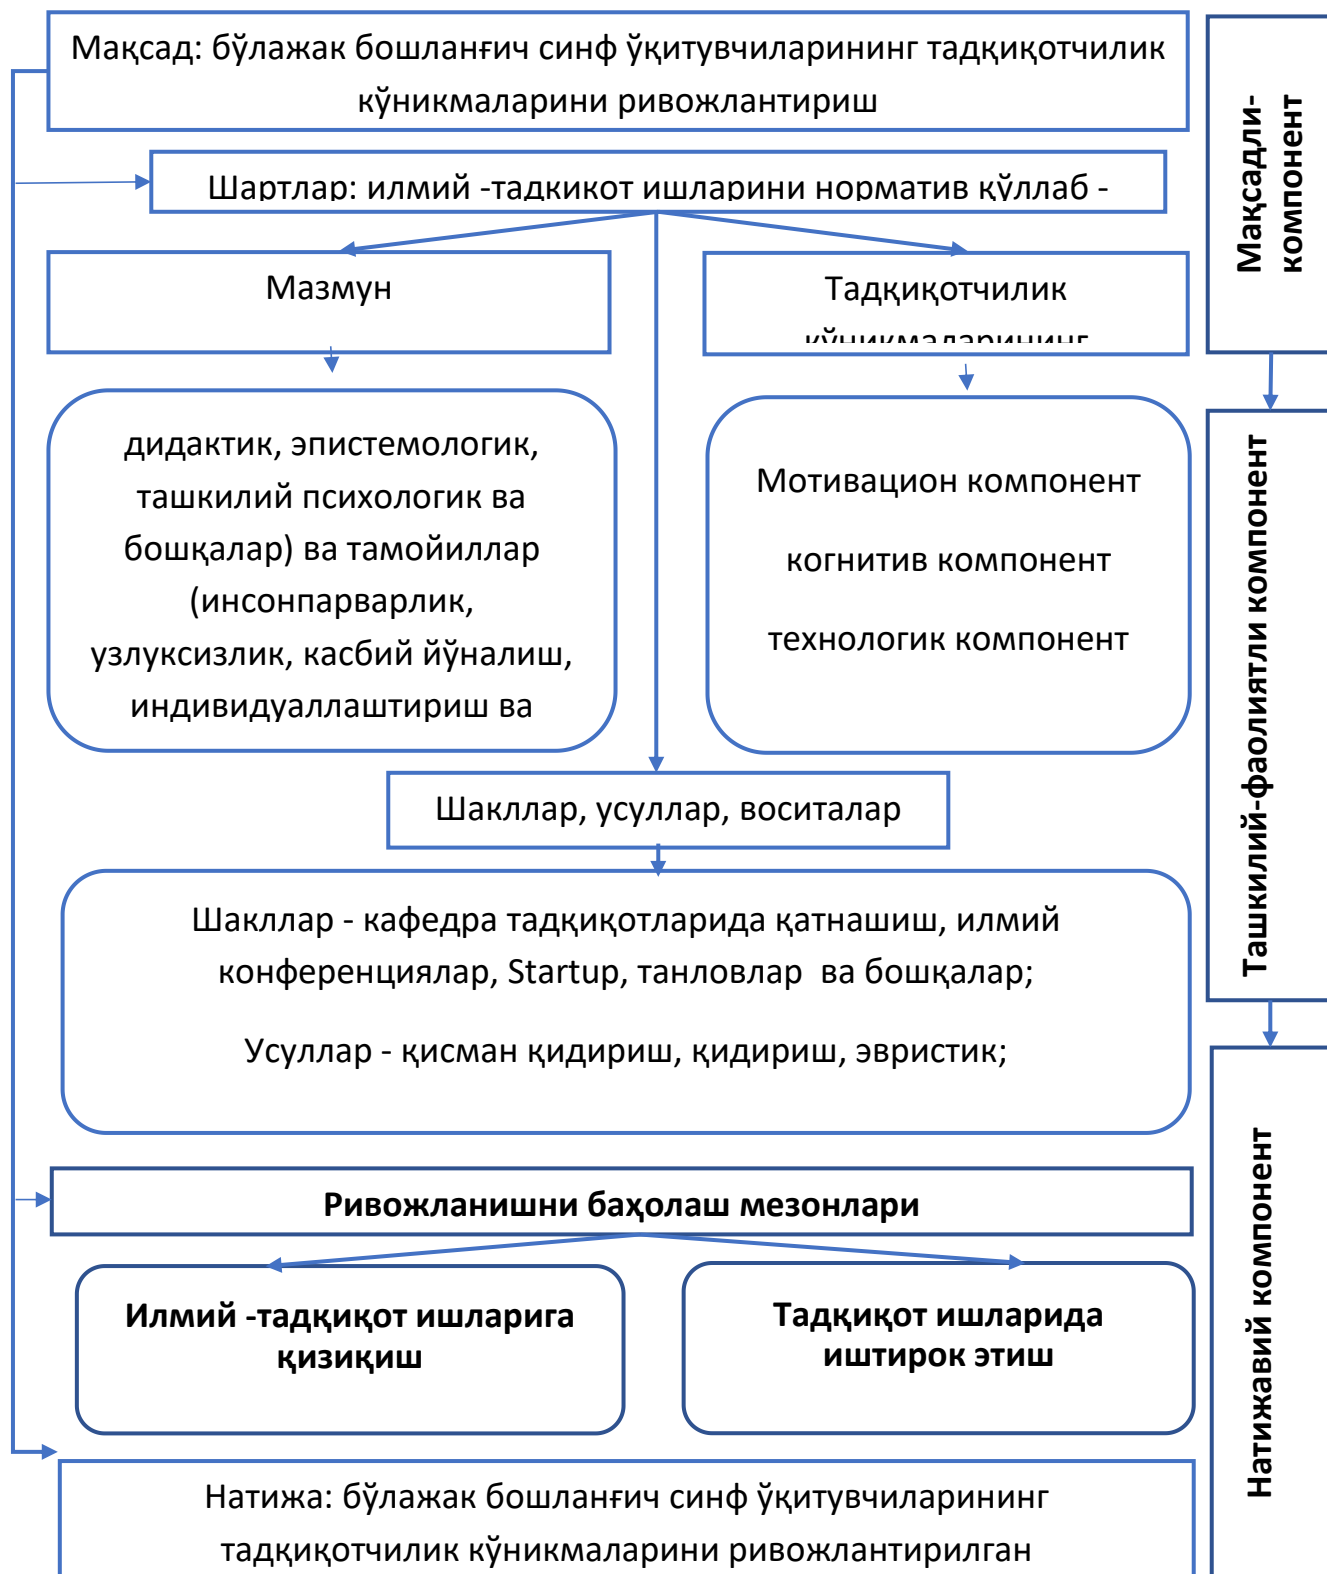 Мақсад: бўлажак бошланғич синф ўқитувчиларининг тадқиқотчилик
кўникмаларини ривожлантириш
Шартлар: илмий -тадқиқот ишларини норматив қўллаб -
Мазмун
Тадқиқотчилик
кўникмаларининг
дидактик, эпистемологик,
ташкилий психологик ва
бошқалар) ва тамойиллар
(инсонпарварлик,
узлуксизлик, касбий йўналиш,
индивидуаллаштириш ва
Мотивацион компонент
когнитив компонент
технологик компонент
Шакллар, усуллар, воситалар
Шакллар - кафедра тадқиқотларида қатнашиш, илмий
конференциялар, Startup, танловлар ва бошқалар;
Усуллар - қисман қидириш, қидириш, эвристик;
Ривожланишни баҳолаш мезонлари
Илмий -тадқиқот ишларига
қизиқиш
Тадқиқот ишларида
иштирок этиш
Натижа: бўлажак бошланғич синф ўқитувчиларининг
тадқиқотчилик кўникмаларини ривожлантирилган
Мақсадли-
компонент
Ташкилий-фаолиятли компонент
Натижавий компонент